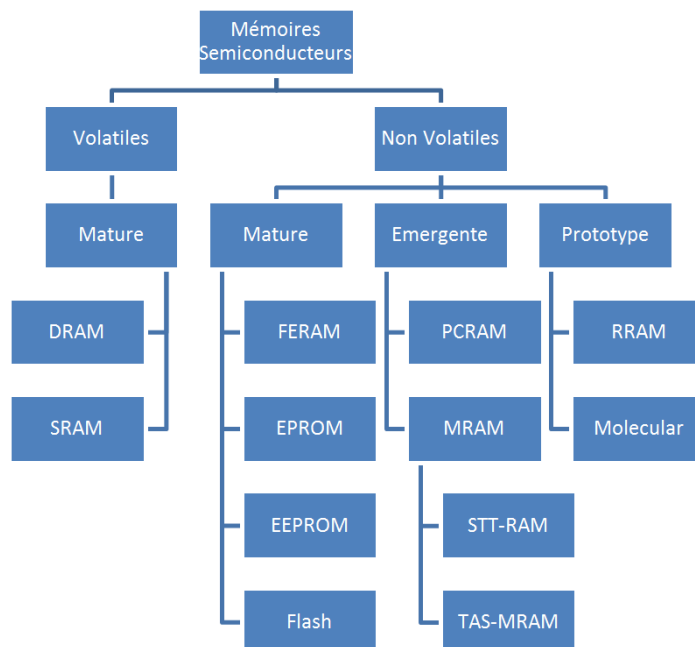 Mémoires
Semiconducteurs
Volatiles
Non Volatiles
Mature
Mature
Emergente
Prototype
DRAM
FERAM
PCRAM
RRAM
SRAM
EPROM
MRAM
Molecular
EEPROM
STT-RAM
Flash
TAS-MRAM